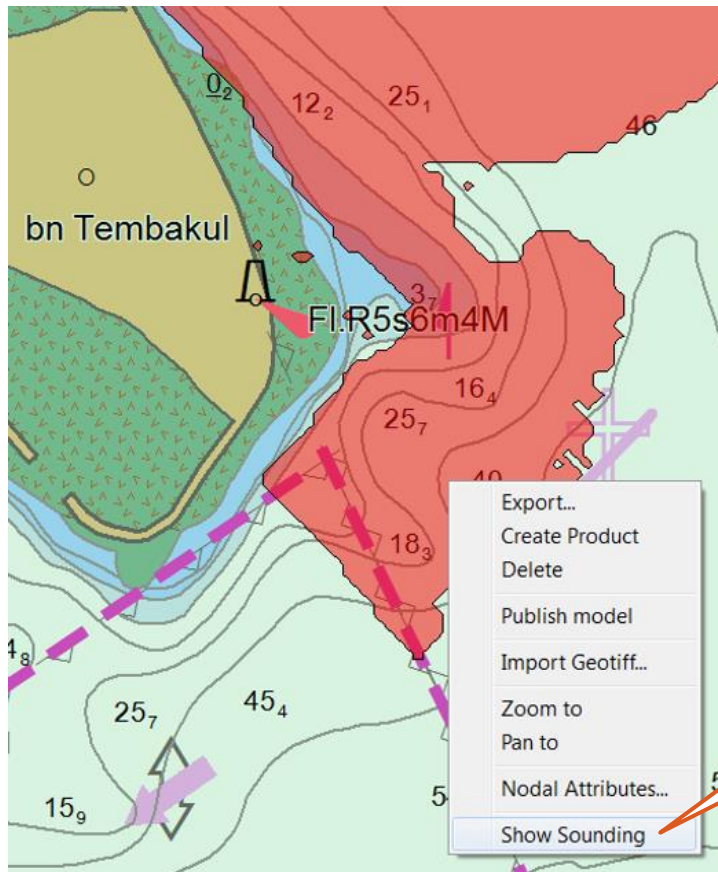 0₂
12₂
25₁
46
bn Tembakul
3₇
Fl.R5s6m4M
16₄
25₇
40
18₃
Export...
Create Product
Delete
Publish model
Import Geotiff...
Zoom to
Pan to
Nodal Attributes...
Show Sounding
4₈
25₇
45₄
15₉
5